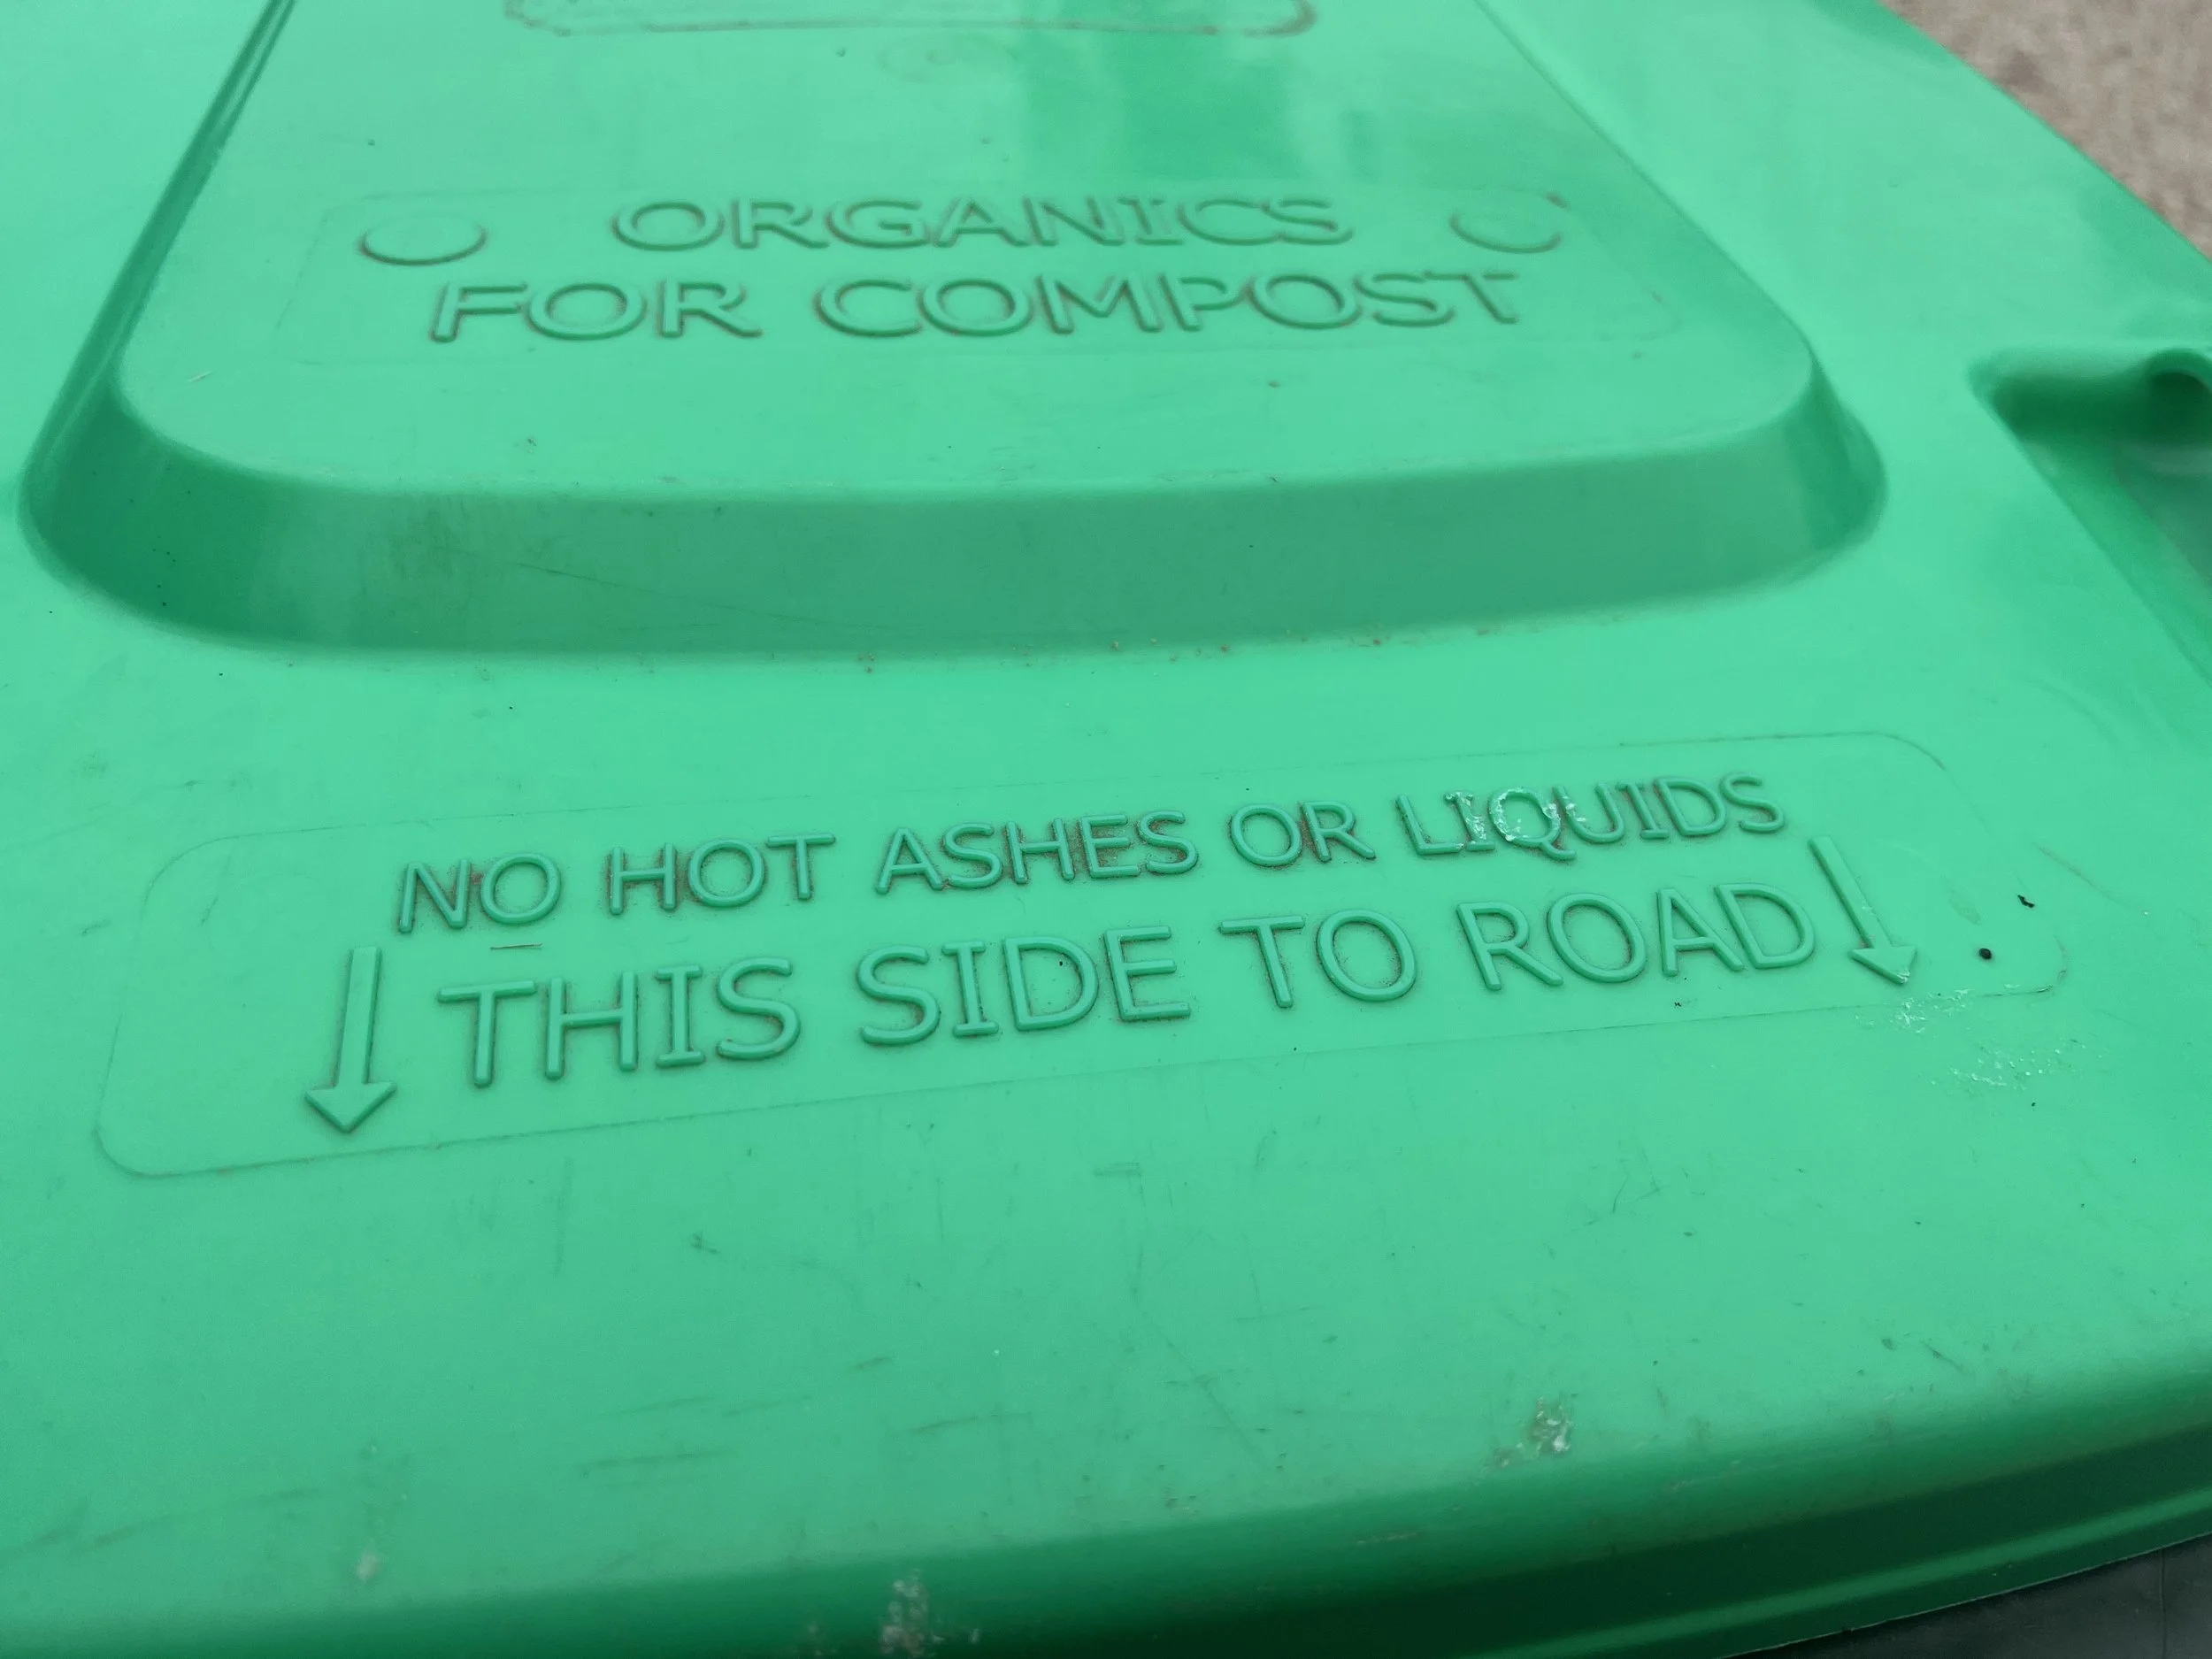 ORGANICS
FOR COMPOST
NO HOT ASHES OR LIQUIDS
THIS SIDE TO ROAD